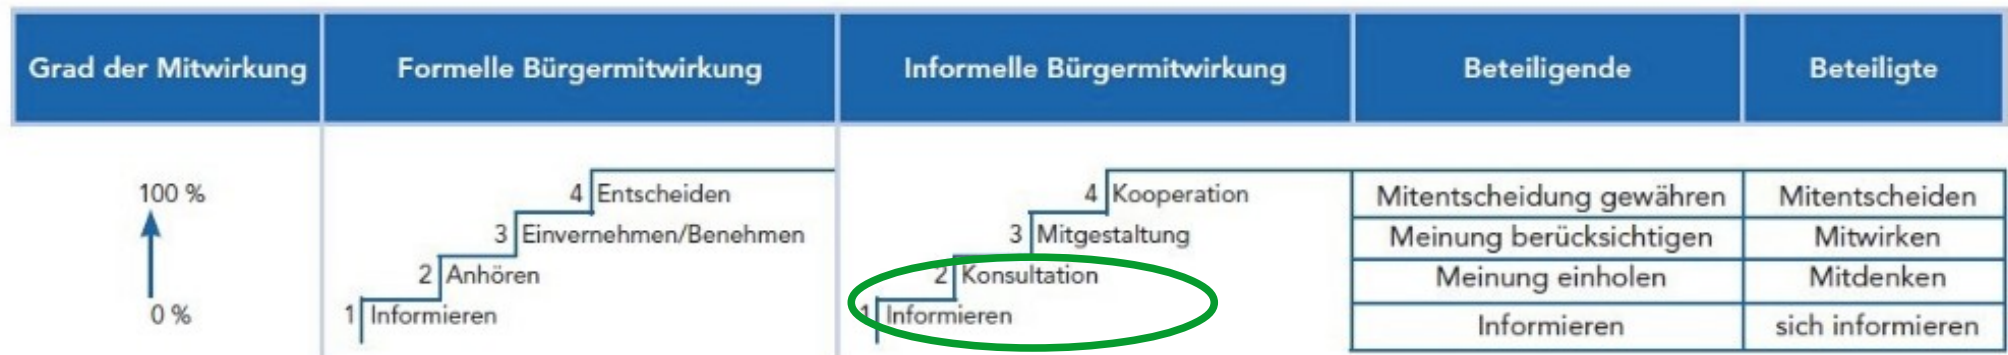 Grad der Mitwirkung Formelle Bürgermitwirkung Informelle Bürgermitwirkung Beteiligende Beteiligte
100 % 4 Entscheiden 4 Kooperation Mitentscheidung gewähren Mitentscheiden
3 Einvernehmen/Benehmen 3 Mitgestaltung Meinung berücksichtigen Mitwirken
2 Anhören 2 Konsultation Meinung einholen Mitdenken
0 % 1 Informieren 1 Informieren Informieren sich informieren